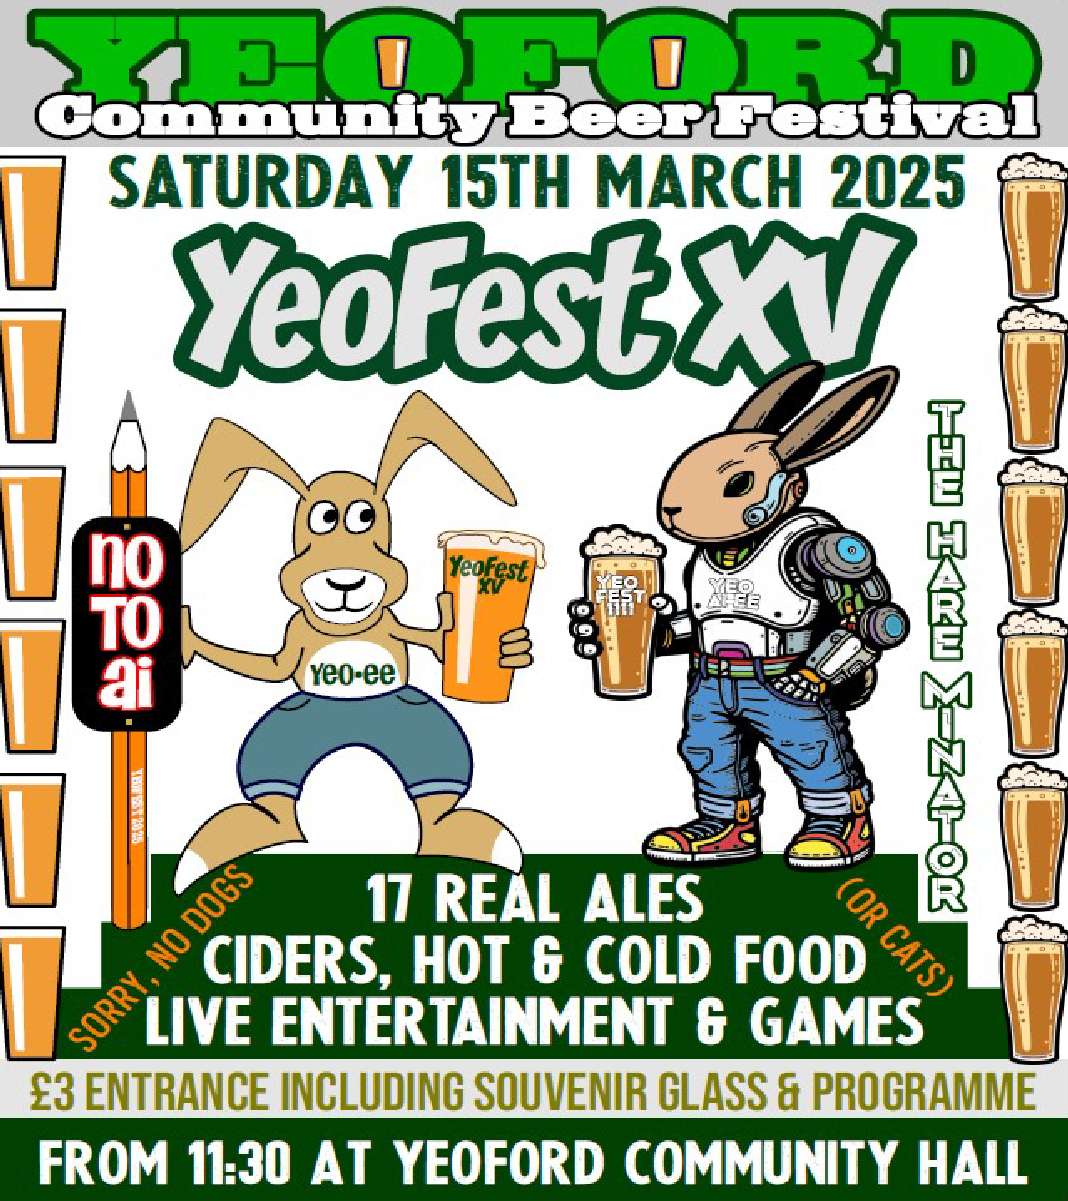 YEOFORD
Community Beer Festival
SATURDAY 15TH MARCH 2025
YeoFest XV
no
TO
ai
YeoFest
XV
Yeo-ee
YEO
FEST
THE HARE MINATOR
SORRY, NO DOGS
(OR CATS)
17 REAL ALES
CIDERS, HOT & COLD FOOD
LIVE ENTERTAINMENT & GAMES
£3 ENTRANCE INCLUDING SOUVENIR GLASS & PROGRAMME
FROM 11:30 AT YEOFORD COMMUNITY HALL